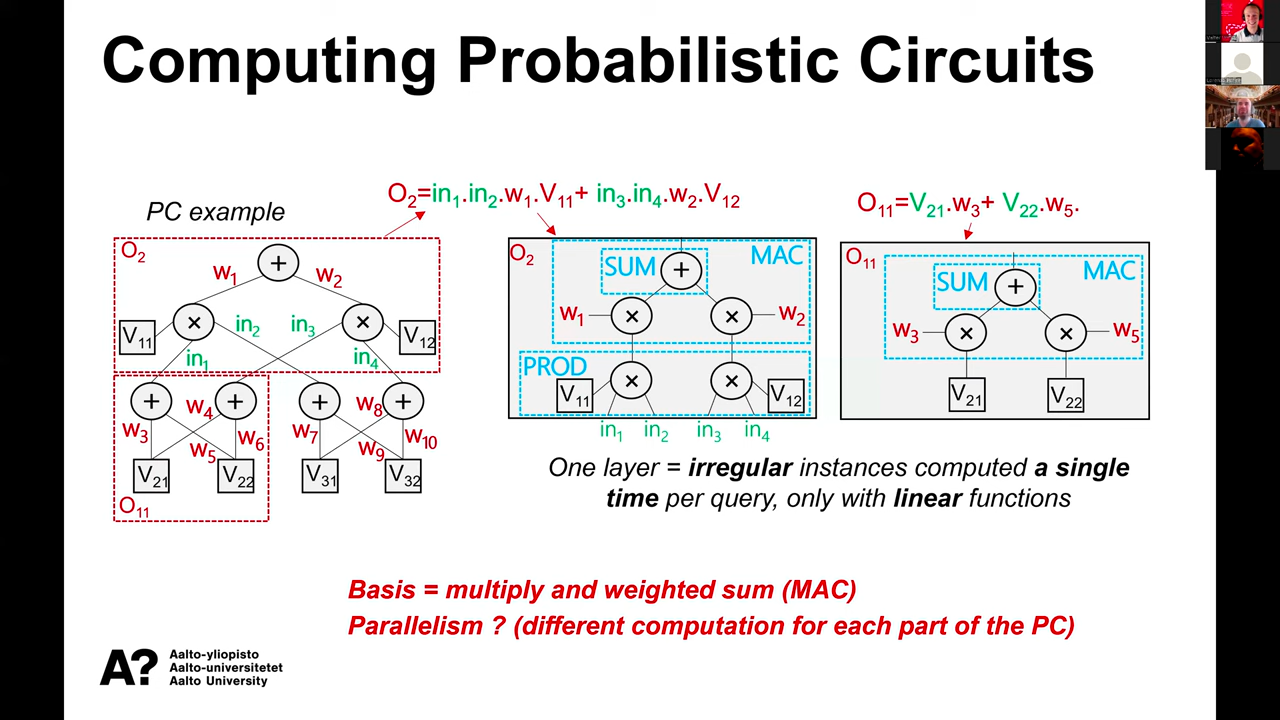 Computing Probabilistic Circuits
O₂=in₁.in₂.w₁.V₁₁+ in₃.in₄.w₂.V₁₂
O₁₁=V₂₁.w₃+ V₂₂.w₅.
PC example
O₂
+
w₁
w₂
V₁₁
×
in₂
in₃
×
V₁₂
in₁
in₄
+
w₄
+
+
w₈
+
w₃
w₅
w₆
w₇
w₉
w₁₀
V₂₁
V₂₂
V₃₁
V₃₂
O₁₁
O₂
SUM
+
MAC
w₁
×
×
w₂
PROD
V₁₁
×
×
V₁₂
in₁
in₂
in₃
in₄
O₁₁
SUM
+
MAC
w₃
×
×
w₅
V₂₁
V₂₂
One layer = irregular instances computed a single
time per query, only with linear functions
Basis = multiply and weighted sum (MAC)
Parallelism ? (different computation for each part of the PC)
A?
Aalto-yliopisto
Aalto-universitetet
Aalto University